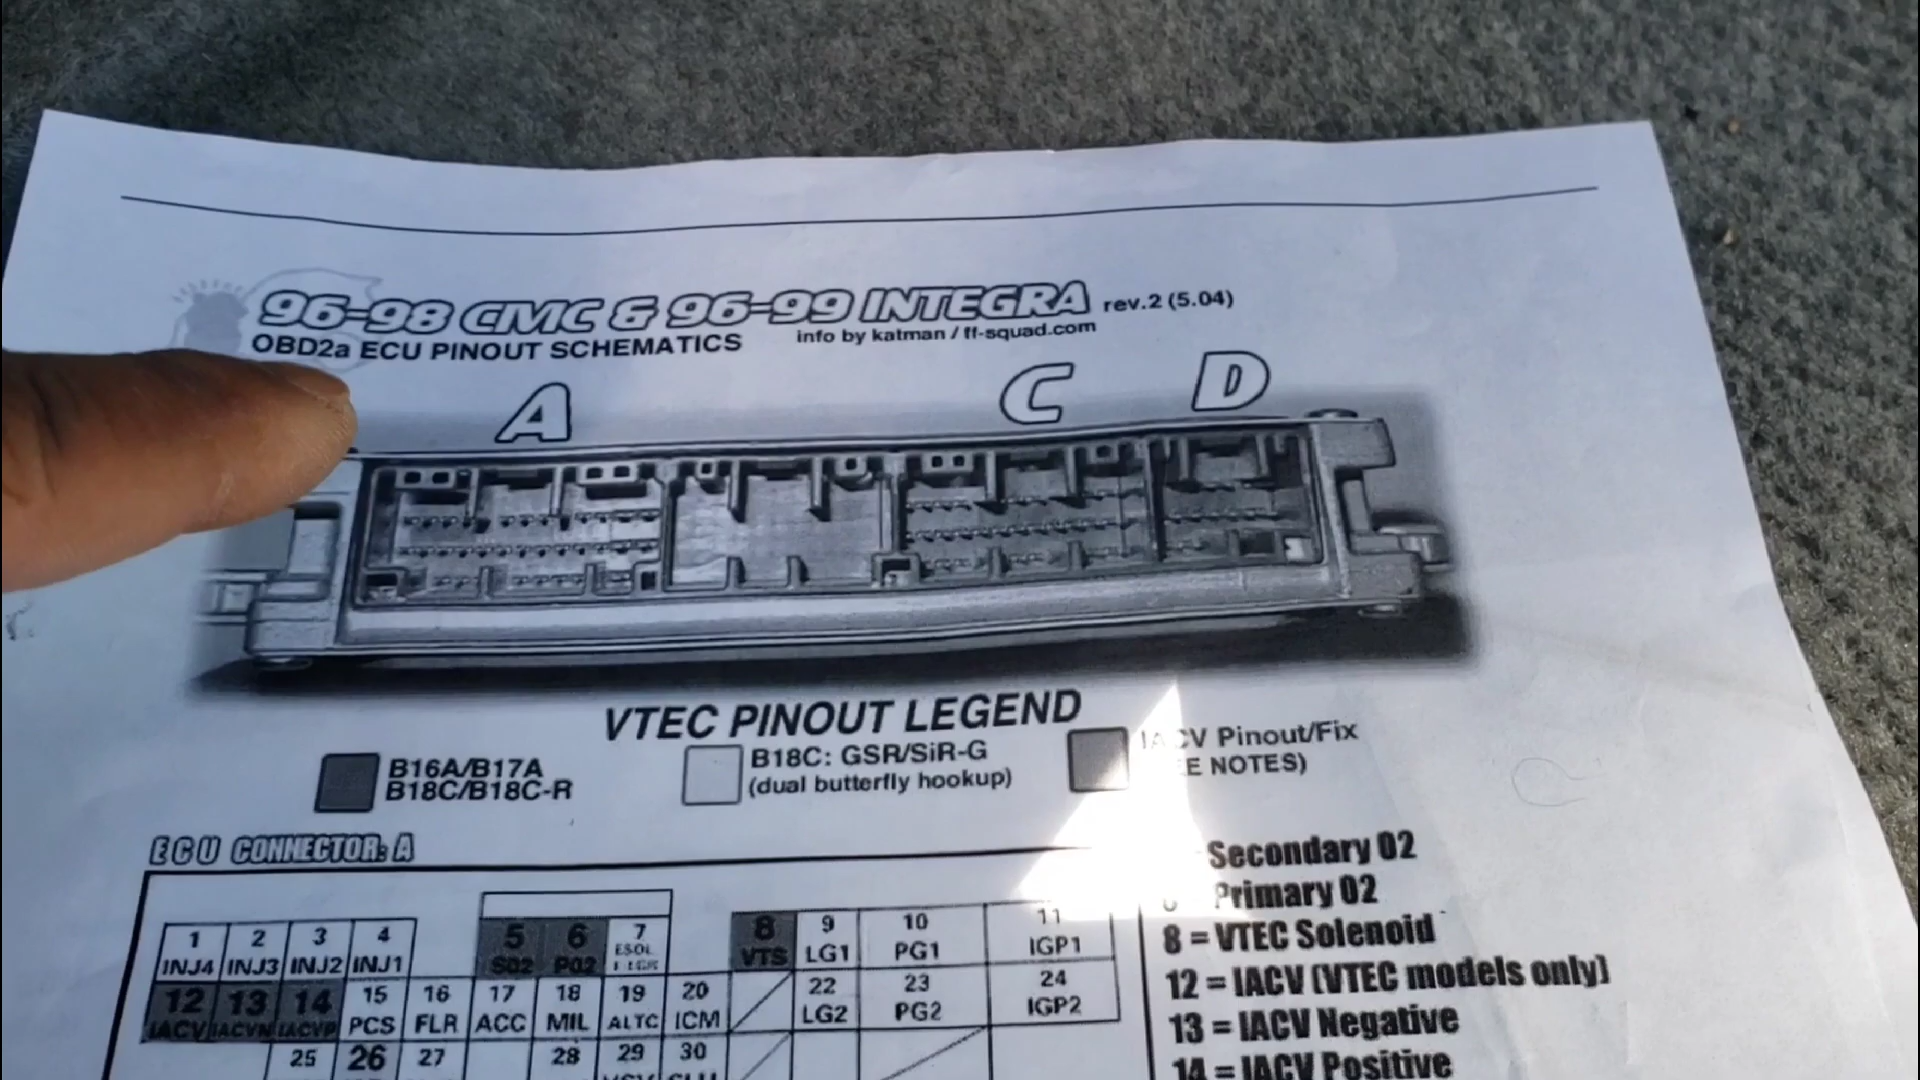 96-98 CIVIC & 96-99 INTEGRA rev.2 (5.04)
OBD2a ECU PINOUT SCHEMATICS info by katman / ff-squad.com
A C D
VTEC PINOUT LEGEND
B16A/B17A
B18C/B18C-R
B18C: GSR/SiR-G
(dual butterfly hookup)
IACV Pinout/Fix
NOTES)
ECU CONNECTOR: A
1 2 3 4 5 6 7 8 9 10 11
INJ4 INJ3 INJ2 INJ1 SO2 PO2 VTS LG1 PG1 IGP1
12 13 14 15 16 17 18 19 20 22 23 24
IACV IACVN IACVP PCS FLR ACC MIL ALTC ICM LG2 PG2 IGP2
25 26 27 28 29 30
Secondary O2
Primary O2
8 = VTEC Solenoid
12 = IACV (VTEC models only)
13 = IACV Negative
14 = IACV Positive